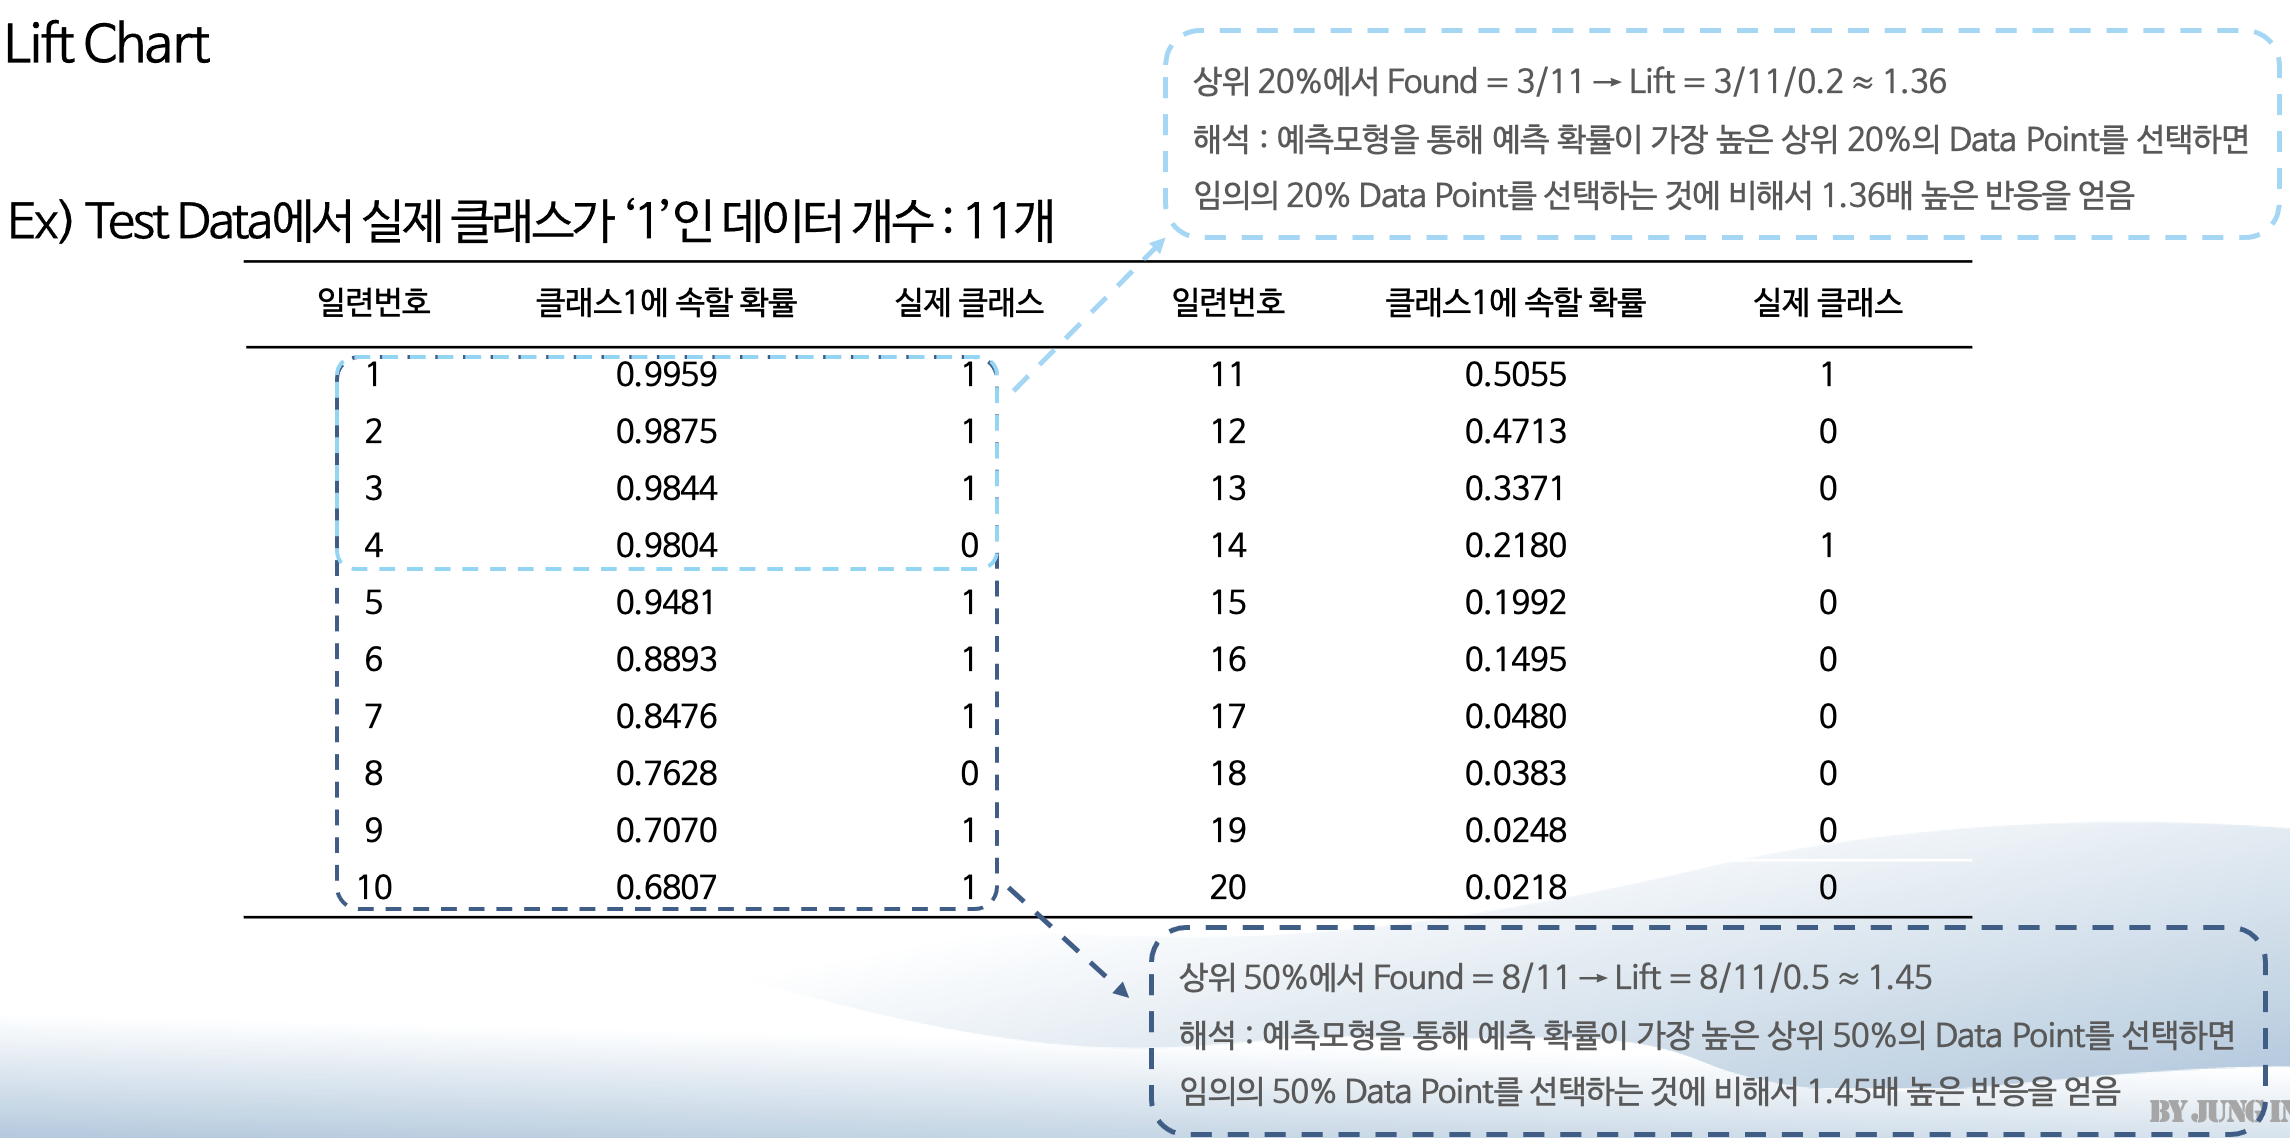 Lift Chart
상위 20%에서 Found = 3/11 → Lift = 3/11/0.2 ≈ 1.36
해석 : 예측모형을 통해 예측 확률이 가장 높은 상위 20%의 Data Point를 선택하면
임의의 20% Data Point를 선택하는 것에 비해서 1.36배 높은 반응을 얻음
Ex) Test Data에서 실제 클래스가 ‘1’인 데이터 개수 : 11개
일련번호 클래스1에 속할 확률 실제 클래스 일련번호 클래스1에 속할 확률 실제 클래스
1 0.9959 1 11 0.5055 1
2 0.9875 1 12 0.4713 0
3 0.9844 1 13 0.3371 0
4 0.9804 0 14 0.2180 1
5 0.9481 1 15 0.1992 0
6 0.8893 1 16 0.1495 0
7 0.8476 1 17 0.0480 0
8 0.7628 0 18 0.0383 0
9 0.7070 1 19 0.0248 0
10 0.6807 1 20 0.0218 0
상위 50%에서 Found = 8/11 → Lift = 8/11/0.5 ≈ 1.45
해석 : 예측모형을 통해 예측 확률이 가장 높은 상위 50%의 Data Point를 선택하면
임의의 50% Data Point를 선택하는 것에 비해서 1.45배 높은 반응을 얻음
BY JUNG